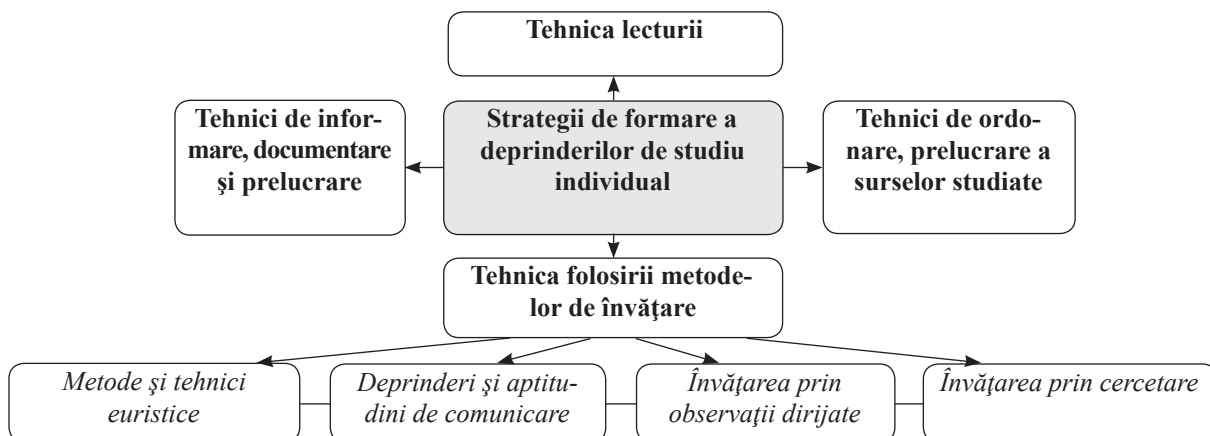 Tehnica lecturii
Tehnici de infor-
mare, documentare
şi prelucrare
Strategii de formare a
deprinderilor de studiu
individual
Tehnici de ordo-
nare, prelucrare a
surselor studiate
Tehnica folosirii metode-
lor de învăţare
Metode şi tehnici
euristice
Deprinderi şi aptitu-
dini de comunicare
Învăţarea prin
observaţii dirijate
Învăţarea prin cercetare